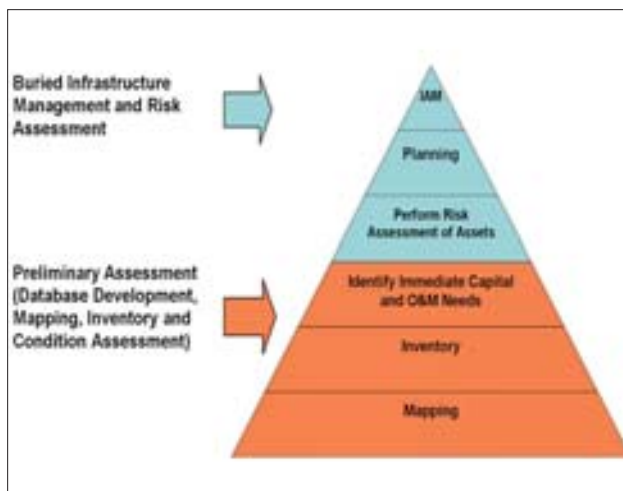 Buried Infrastructure
Management and Risk
Assessment
IAM
Planning
Perform Risk
Assessment of Assets
Preliminary Assessment
(Database Development,
Mapping, Inventory and
Condition Assessment)
Identify Immediate Capital
and O&M Needs
Inventory
Mapping